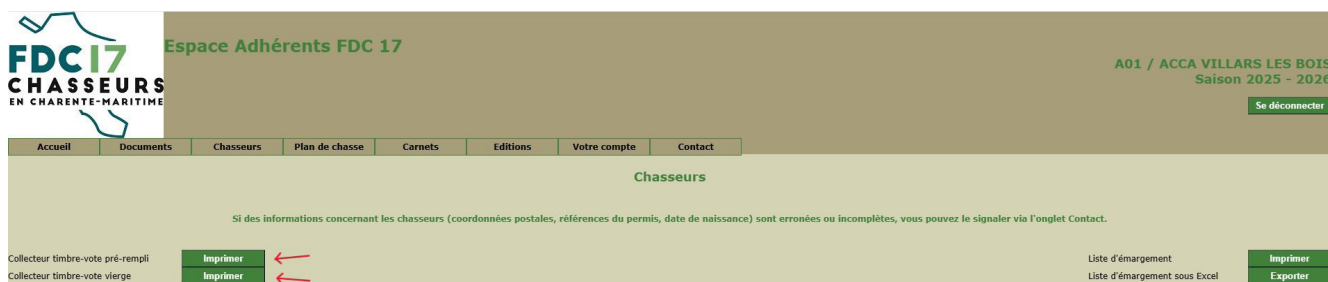 FDC17
CHASSEURS
EN CHARENTE-MARITIME
Espace Adhérents FDC 17
A01 / ACCA VILLARS LES BOIS
Saison 2025 - 2026
Se déconnecter
Accueil Documents Chasseurs Plan de chasse Carnets Editions Votre compte Contact
Chasseurs
Si des informations concernant les chasseurs (coordonnées postales, références du permis, date de naissance) sont erronées ou incomplètes, vous pouvez le signaler via l'onglet Contact.
Collecteur timbre-vote pré-rempli Imprimer Liste d'émargement Imprimer
Collecteur timbre-vote vierge Imprimer Liste d'émargement sous Excel Exporter